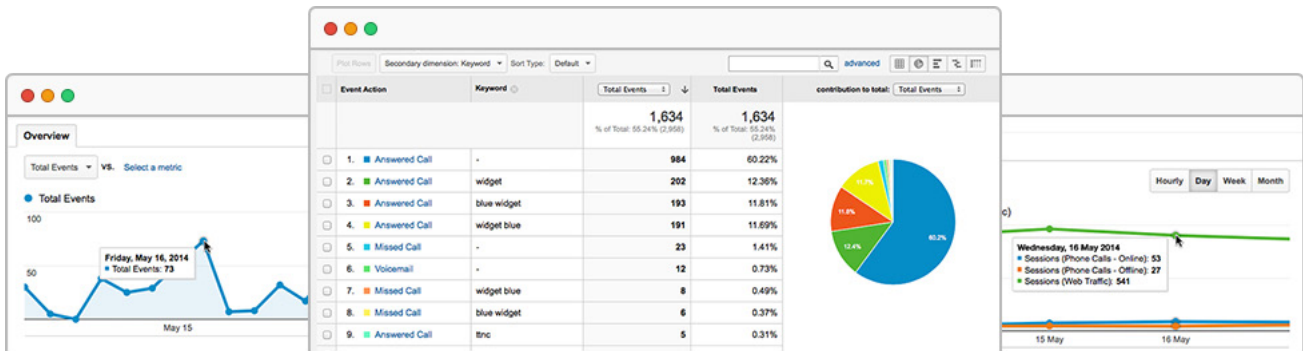 Overview
Total Events VS. Select a metric
Total Events
100
50
Friday, May 16, 2014
Total Events: 73
May 15
Plot Rows Secondary dimension: Keyword Sort Type: Default advanced
Event Action Keyword Total Events Total Events contribution to total: Total Events
1,634 1,634
% of Total: 55.24% (2,958) % of Total: 55.24% (2,958)
1. Answered Call - 984 60.22%
2. Answered Call widget 202 12.36%
3. Answered Call blue widget 193 11.81%
4. Answered Call widget blue 191 11.69%
5. Missed Call - 23 1.41%
6. Voicemail - 12 0.73%
7. Missed Call widget blue 8 0.49%
8. Missed Call blue widget 6 0.37%
9. Answered Call ttnc 5 0.31%
11.7%
11.8%
12.4%
60.2%
Hourly Day Week Month
c)
Wednesday, 16 May 2014
Sessions (Phone Calls - Online): 53
Sessions (Phone Calls - Offline): 27
Sessions (Web Traffic): 541
15 May 16 May